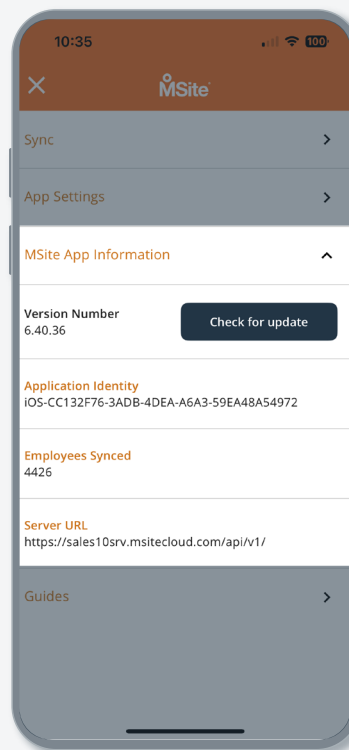 10:35
100
MSite
Sync
App Settings
MSite App Information
Version Number
6.40.36
Check for update
Application Identity
iOS-CC132F76-3ADB-4DEA-A6A3-59EA48A54972
Employees Synced
4426
Server URL
https://sales10srv.msitecloud.com/api/v1/
Guides